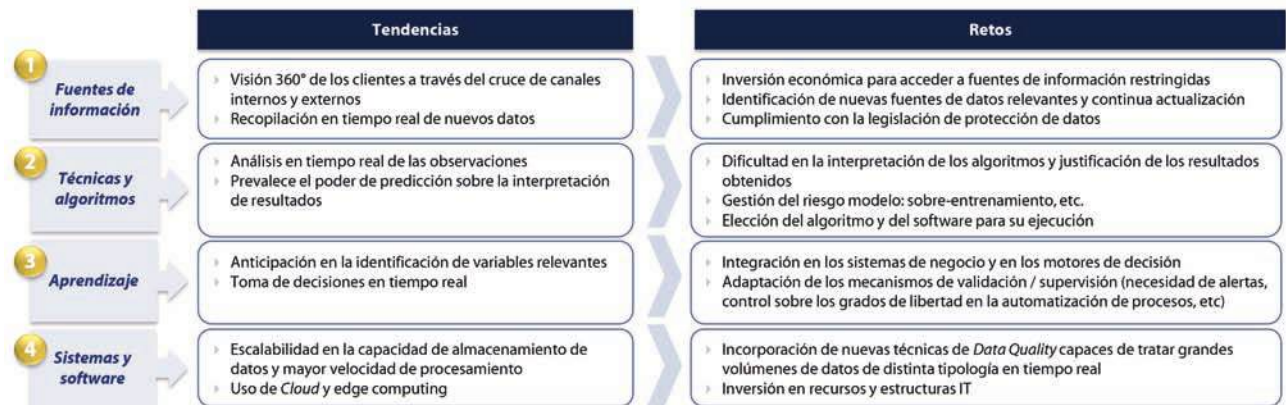 Tendencias
Retos
1
Fuentes de
información
Visión 360° de los clientes a través del cruce de canales
internos y externos
Recopilación en tiempo real de nuevos datos
Inversión económica para acceder a fuentes de información restringidas
Identificación de nuevas fuentes de datos relevantes y continua actualización
Cumplimiento con la legislación de protección de datos
2
Técnicas y
algoritmos
Análisis en tiempo real de las observaciones
Prevalece el poder de predicción sobre la interpretación
de resultados
Dificultad en la interpretación de los algoritmos y justificación de los resultados
obtenidos
Gestión del riesgo modelo: sobre-entrenamiento, etc.
Elección del algoritmo y del software para su ejecución
3
Aprendizaje
Anticipación en la identificación de variables relevantes
Toma de decisiones en tiempo real
Integración en los sistemas de negocio y en los motores de decisión
Adaptación de los mecanismos de validación / supervisión (necesidad de alertas,
control sobre los grados de libertad en la automatización de procesos, etc)
4
Sistemas y
software
Escalabilidad en la capacidad de almacenamiento de
datos y mayor velocidad de procesamiento
Uso de Cloud y edge computing
Incorporación de nuevas técnicas de Data Quality capaces de tratar grandes
volúmenes de datos de distinta tipología en tiempo real
Inversión en recursos y estructuras IT